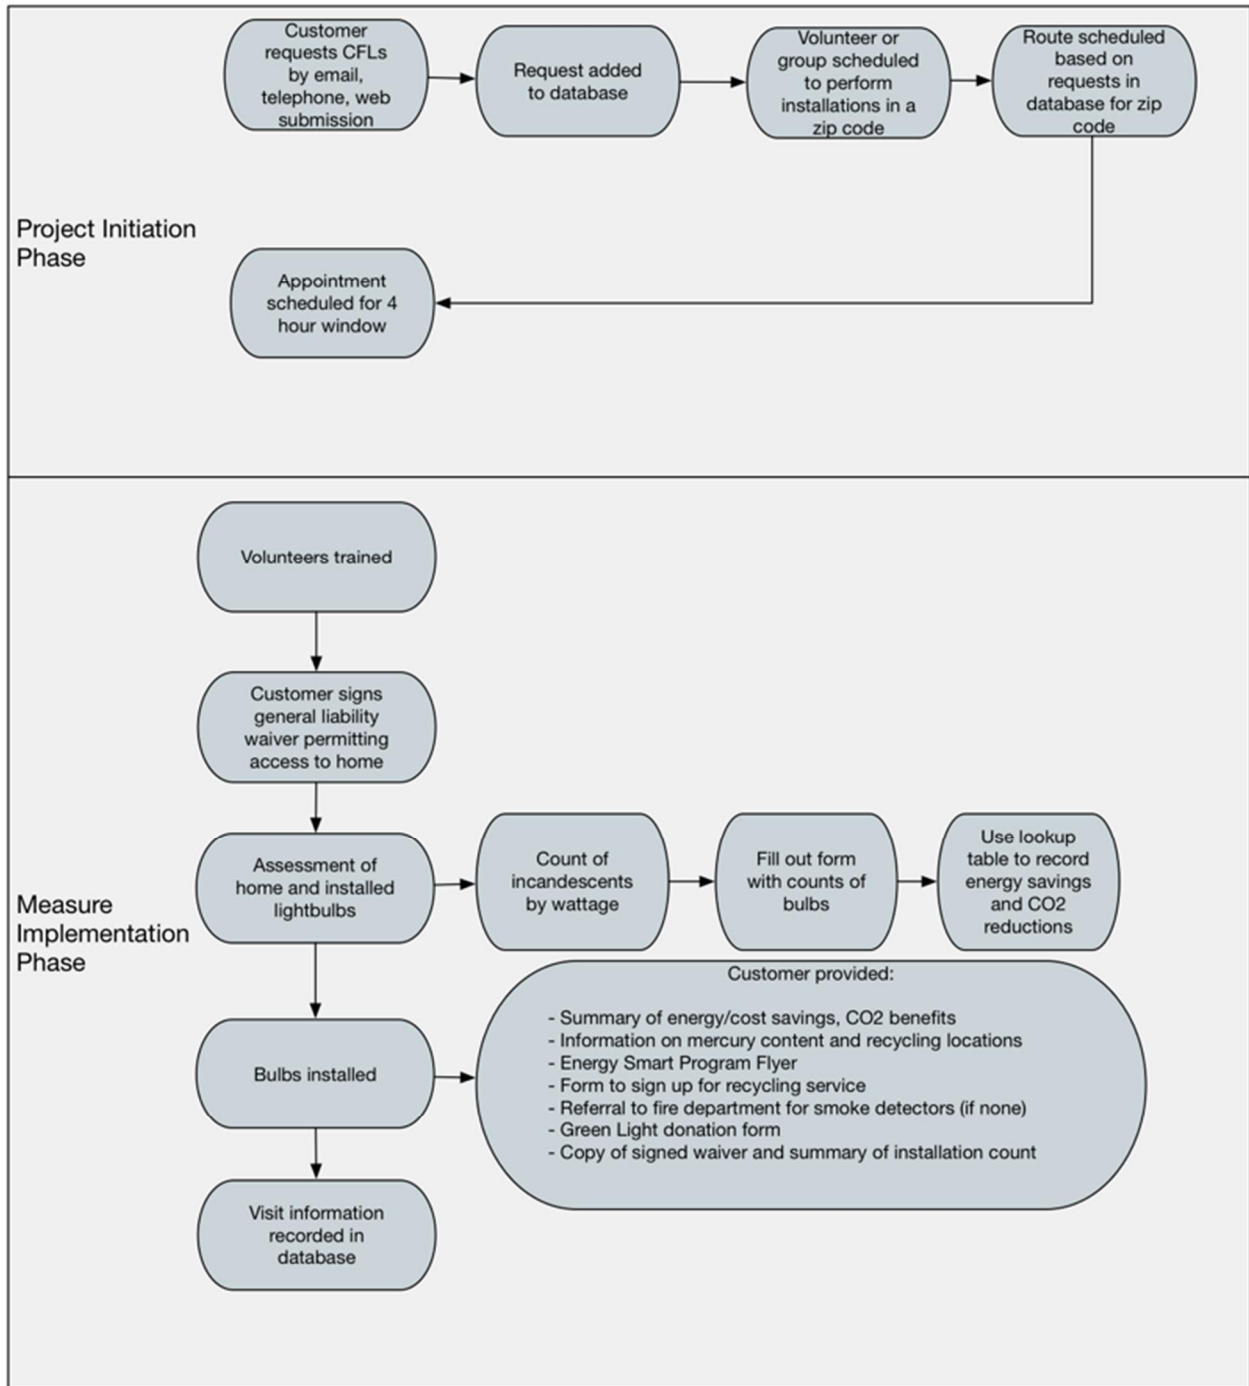 Customer
requests CFLs
by email,
telephone, web
submission
Request added
to database
Volunteer or
group scheduled
to perform
installations in a
zip code
Route scheduled
based on
requests in
database for zip
code
Project Initiation
Phase
Appointment
scheduled for 4
hour window
Volunteers trained
Customer signs
general liability
waiver permitting
access to home
Measure
Implementation
Phase
Assessment of
home and installed
lightbulbs
Count of
incandescents
by wattage
Fill out form
with counts of
bulbs
Use lookup
table to record
energy savings
and CO2
reductions
Bulbs installed
Customer provided:
- Summary of energy/cost savings, CO2 benefits
- Information on mercury content and recycling locations
- Energy Smart Program Flyer
- Form to sign up for recycling service
- Referral to fire department for smoke detectors (if none)
- Green Light donation form
- Copy of signed waiver and summary of installation count
Visit information
recorded in
database